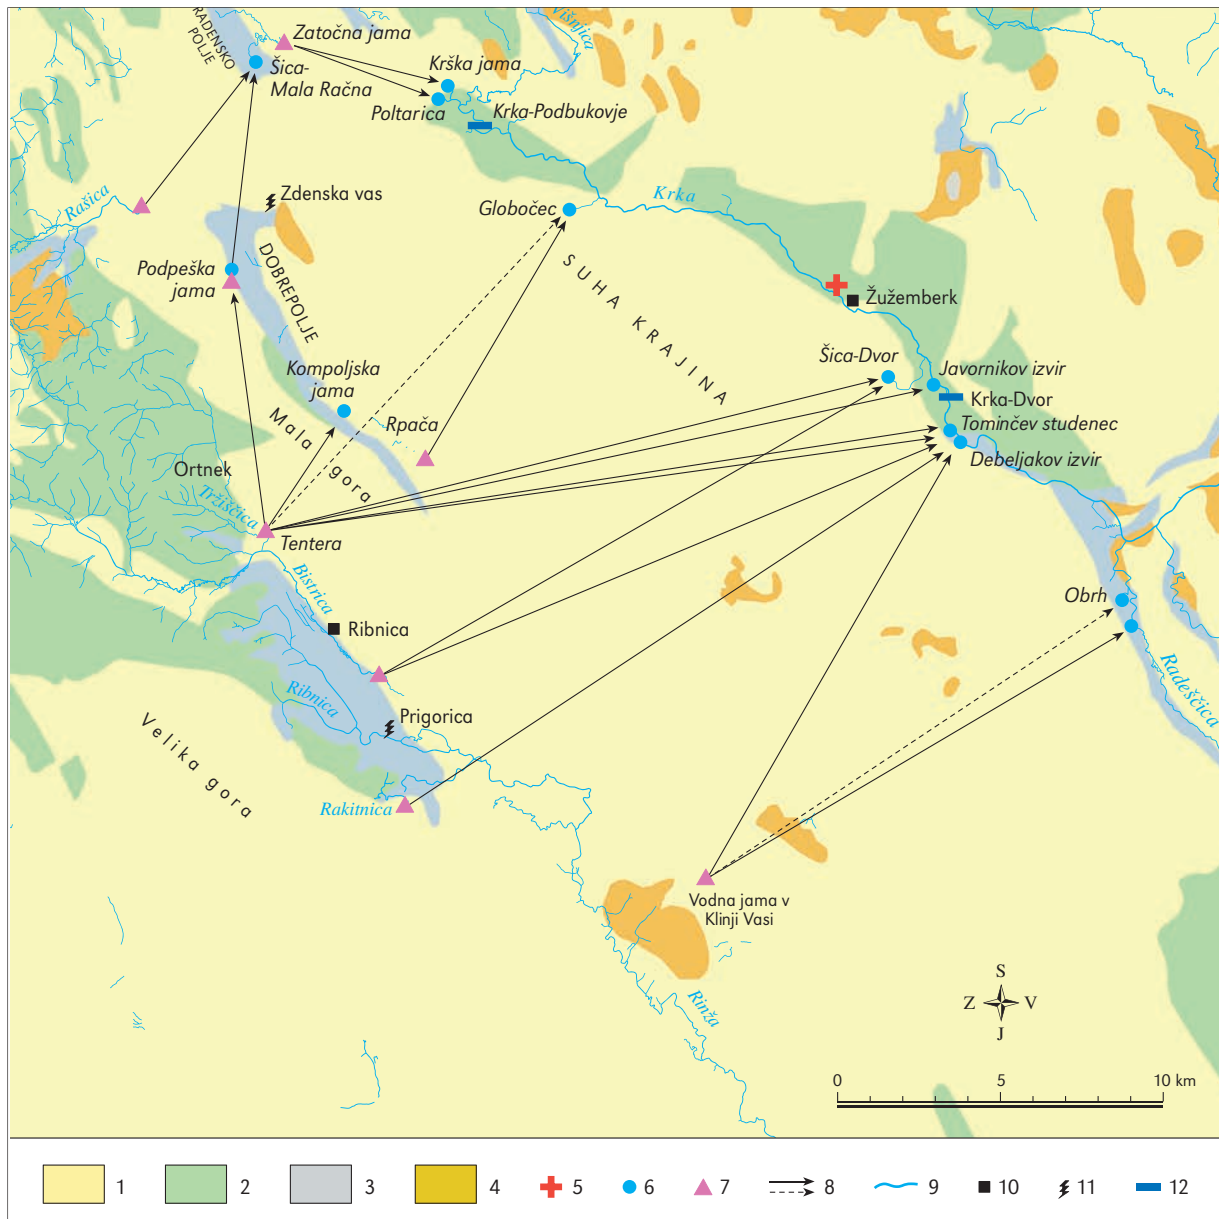 RADENSKO
POLJE
Zatočna jama
Višnjica
Šica-
Mala Račna
Krška jama
Poltarica
Krka-Podbukovje
Rašica
Zdenska vas
Globočec
Krka
Podpeška
jama
DOBREPOLJE
SUHA KRAJINA
Žužemberk
Šica-Dvor
Javornikov izvir
Krka-Dvor
Tominčev studenec
Debeljakov izvir
Kompoljska
jama
Rpača
Mala gora
Ortnek
Tržiščica
Tentera
Bistrica
Ribnica
Ribnica
Prigorica
Velika gora
Rakitnica
Obrh
Radeščica
Vodna jama v
Klinji Vasi
Rinža
S
Z V
J
0 5 10 km
1 2 3 4 5 6 7 8 9 10 11 12